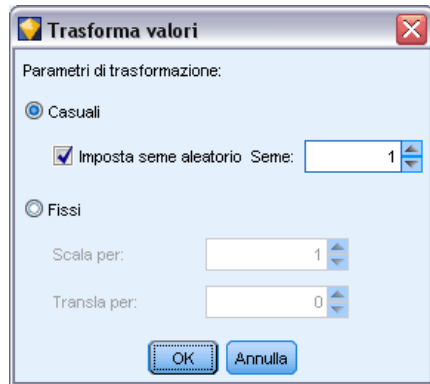 Trasforma valori
Parametri di trasformazione:
Casuali
Imposta seme aleatorio Seme: 1
Fissi
Scala per: 1
Transla per: 0
OK Annulla